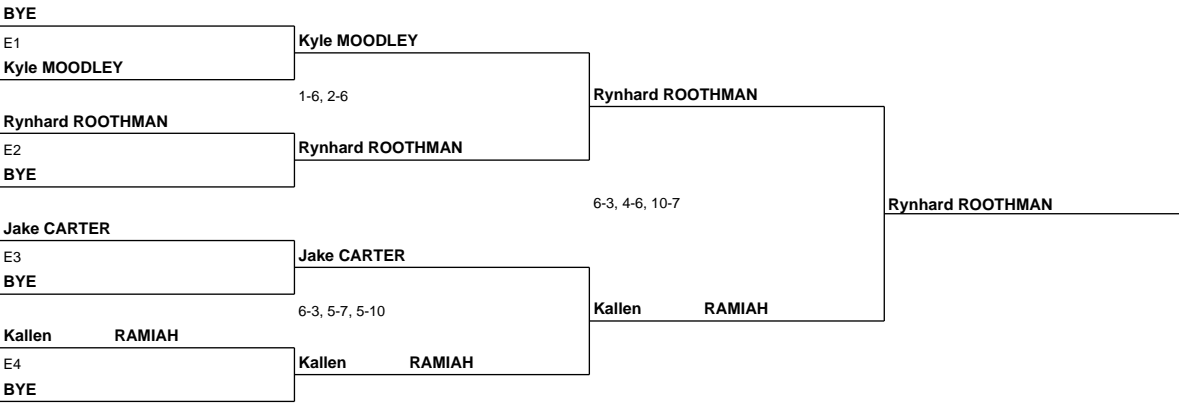 BYE
E1
Kyle MOODLEY
Kyle MOODLEY
1-6, 2-6
Rynhard ROOTHMAN
Rynhard ROOTHMAN
E2
Rynhard ROOTHMAN
BYE
6-3, 4-6, 10-7
Rynhard ROOTHMAN
Jake CARTER
E3
Jake CARTER
BYE
6-3, 5-7, 5-10
Kallen RAMIAH
Kallen RAMIAH
E4
Kallen RAMIAH
BYE